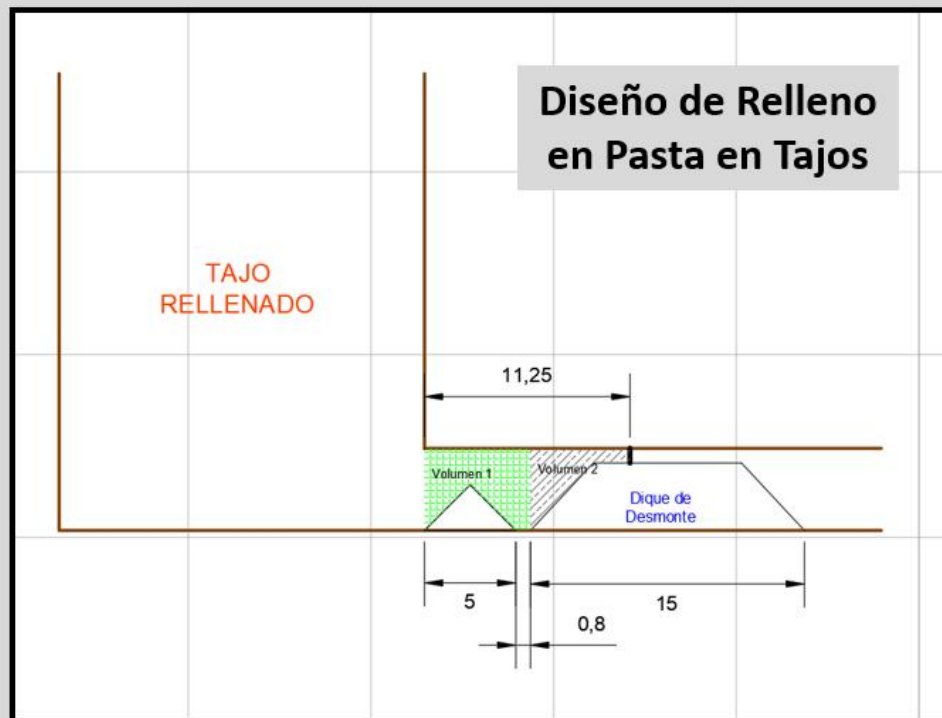 Diseño de Relleno
en Pasta en Tajos
TAJO
RELLENADO
11,25
Volumen 1
Volumen 2
Dique de
Desmonte
5
15
0,8